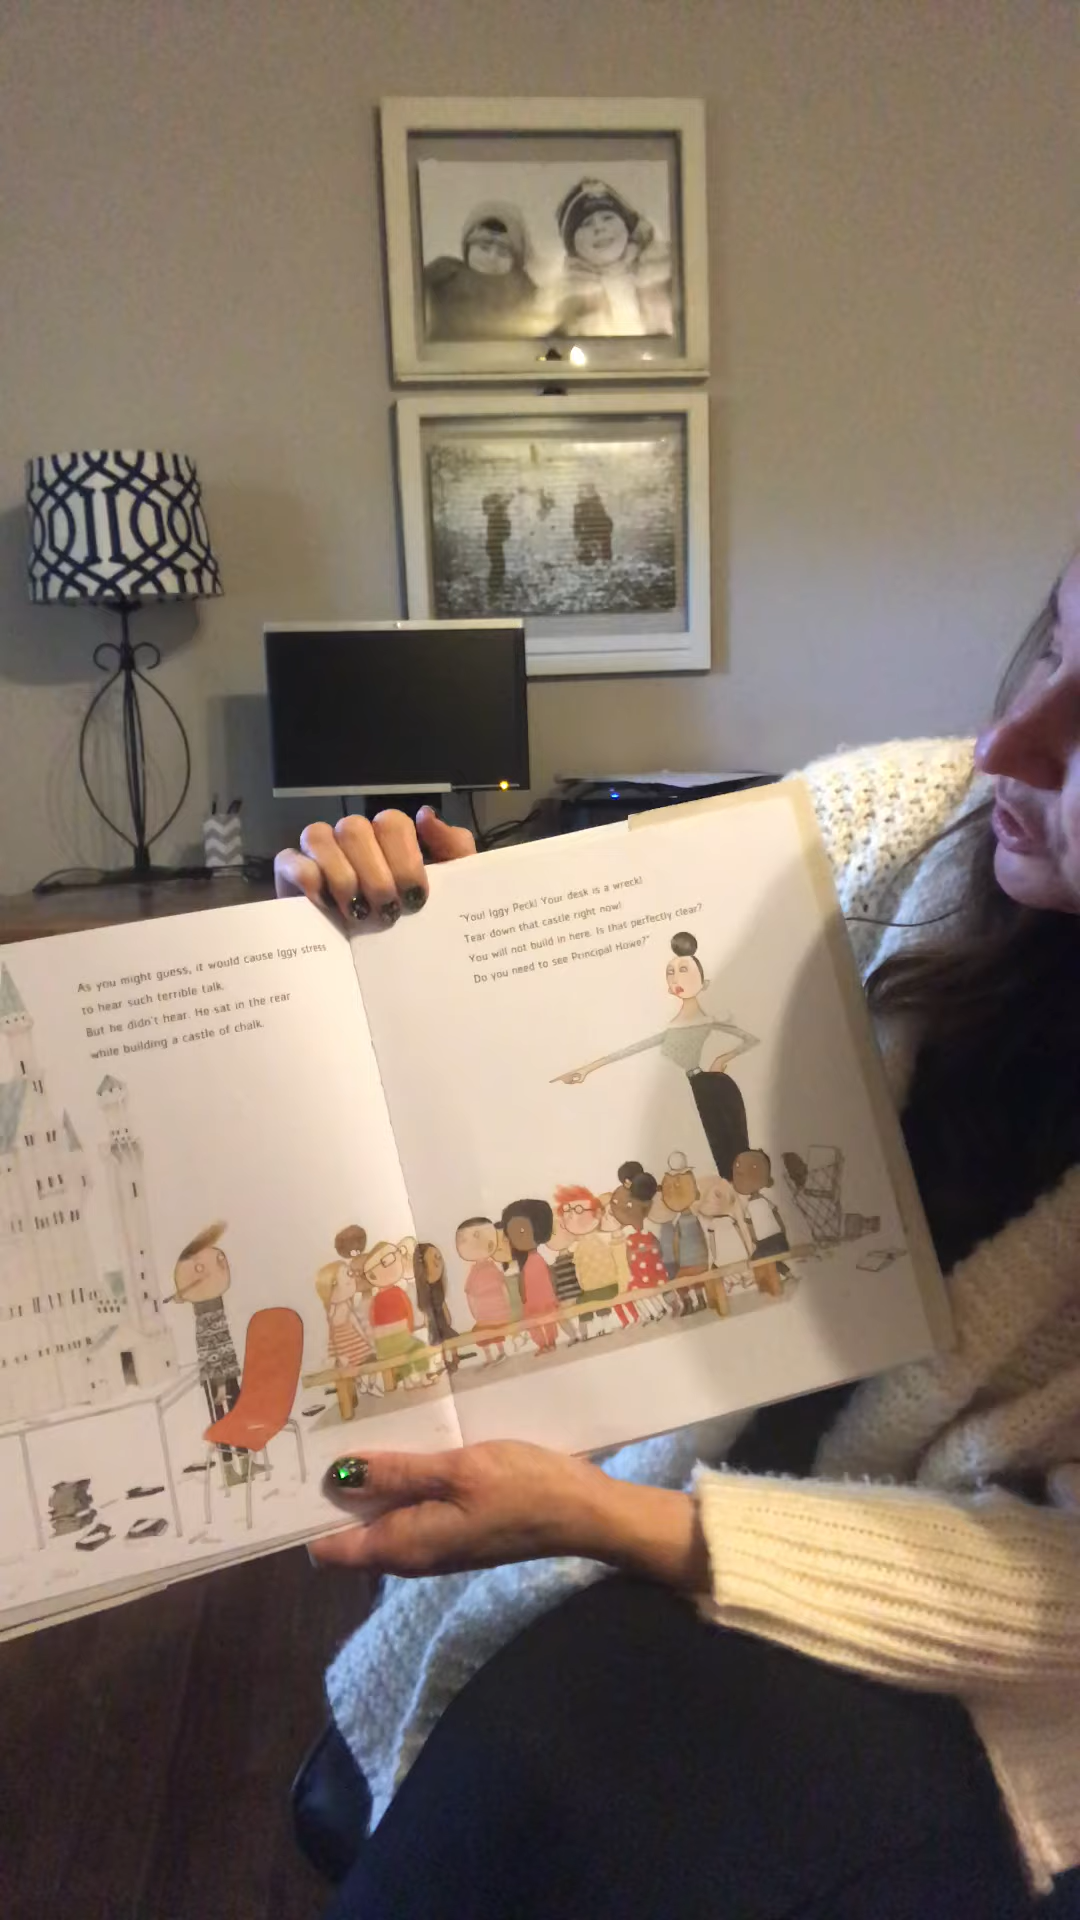 As you might guess, it would cause Iggy stress
to hear such terrible talk.
But he didn't hear. He sat in the rear
while building a castle of chalk.
"You! Iggy Peck! Your desk is a wreck!
Tear down that castle right now!
You will not build in here. Is that perfectly clear?
Do you need to see Principal Howe?"